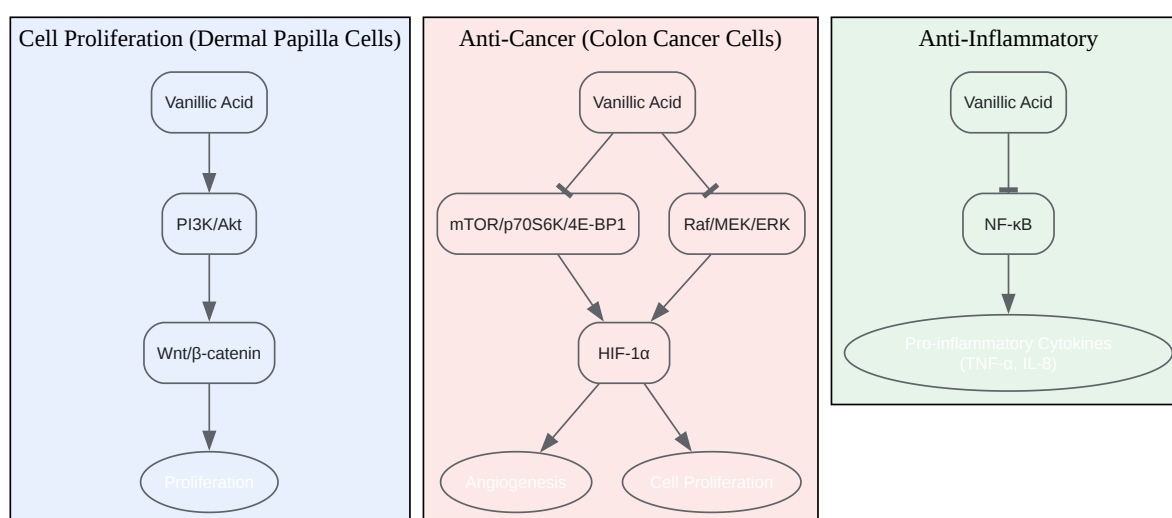 Cell Proliferation (Dermal Papilla Cells)
Vanillic Acid
PI3K/Akt
Wnt/β-catenin
Proliferation
Anti-Cancer (Colon Cancer Cells)
Vanillic Acid
mTOR/p70S6K/4E-BP1
Raf/MEK/ERK
HIF-1α
Angiogenesis
Cell Proliferation
Anti-Inflammatory
Vanillic Acid
NF-κB
Pro-inflammatory Cytokines
(TNF-α, IL-8)